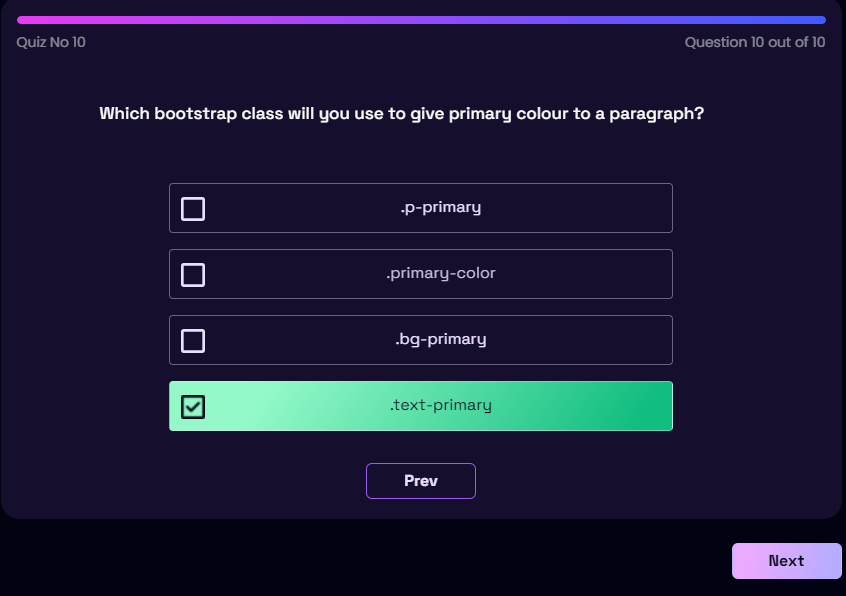 Quiz No 10
Question 10 out of 10
Which bootstrap class will you use to give primary colour to a paragraph?
.p-primary
.primary-color
.bg-primary
.text-primary
Prev
Next